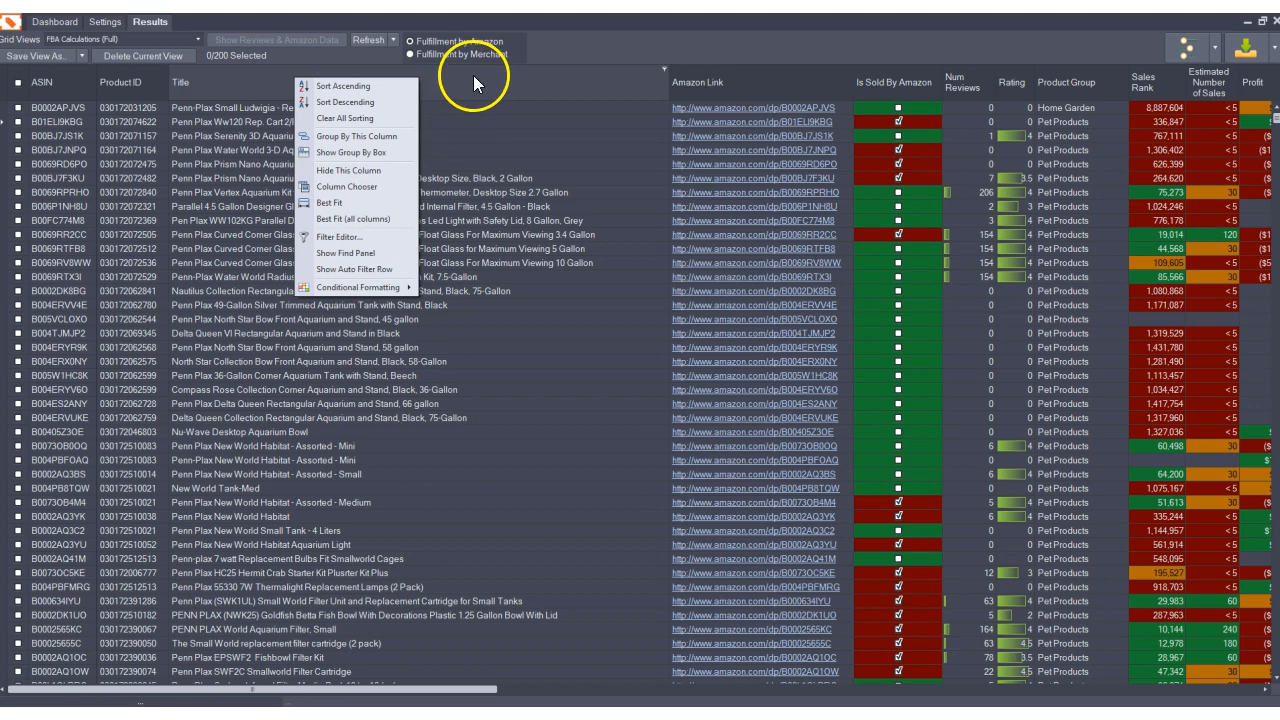 Dashboard Settings Results
Grid Views FBA Calculations (Full) Show Reviews & Amazon Data Refresh Fulfillment by Amazon
Save View As.. Delete Current View 0/200 Selected Fulfillment by Merchant
ASIN Product ID Title Amazon Link Is Sold By Amazon Num Reviews Rating Product Group Sales Rank Estimated Number of Sales Profit
Sort Ascending
Sort Descending
Clear All Sorting
Group By This Column
Show Group By Box
Hide This Column
Column Chooser
Best Fit
Best Fit (all columns)
Filter Editor...
Show Find Panel
Show Auto Filter Row
Conditional Formatting
B0002APJVS 030172031205 Penn-Plax Small Ludwigia - Re http://www.amazon.com/dp/B0002APJVS 0 0 Home Garden 8,887,604 < 5
B01ELI9KBG 030172074622 Penn Plax Ww120 Rep. Cart 2/ http://www.amazon.com/dp/B01ELI9KBG 0 0 Pet Products 336,847 < 5
B00BJ7JS1K 030172071157 Penn Plax Serenity 3D Aquariu http://www.amazon.com/dp/B00BJ7JS1K 1 4 Pet Products 767,111 < 5 ($
B00BJ7JNPQ 030172071164 Penn Plax Water World 3-D Aq http://www.amazon.com/dp/B00BJ7JNPQ 0 0 Pet Products 1,306,402 < 5 ($1
B0069RD6PO 030172072475 Penn Plax Prism Nano Aquariu http://www.amazon.com/dp/B0069RD6PO 0 0 Pet Products 626,399 < 5 ($
B00BJ7F3KU 030172072482 Penn Plax Prism Nano Aquariu Desktop Size, Black, 2 Gallon http://www.amazon.com/dp/B00BJ7F3KU 7 3.5 Pet Products 264,620 < 5 ($1
B0069RPRHO 030172072840 Penn Plax Vertex Aquarium Kit hermometer, Desktop Size 2.7 Gallon http://www.amazon.com/dp/B0069RPRHO 206 4 Pet Products 75,273 30 ($
B006P1NH8U 030172072321 Parallel 4.5 Gallon Designer Gl d Internal Filter, 4.5 Gallon - Black http://www.amazon.com/dp/B006P1NH8U 2 3 Pet Products 1,024,246 < 5 ($
B00FC774M8 030172072369 Pen Plax WW102KG Parallel D s Led Light with Safety Lid, 8 Gallon, Grey http://www.amazon.com/dp/B00FC774M8 3 4 Pet Products 776,178 < 5 ($
B0069RR2CC 030172072505 Penn Plax Curved Corner Glas Float Glass For Maximum Viewing 3.4 Gallon http://www.amazon.com/dp/B0069RR2CC 154 4 Pet Products 19,014 120 ($1
B0069RTFB8 030172072512 Penn Plax Curved Corner Glas Float Glass for Maximum Viewing 5 Gallon http://www.amazon.com/dp/B0069RTFB8 154 4 Pet Products 44,568 30 ($
B0069RV8WW 030172072536 Penn Plax Curved Corner Glas Float Glass For Maximum Viewing 10 Gallon http://www.amazon.com/dp/B0069RV8WW 154 4 Pet Products 109,605 < 5 ($5
B0069RTX3I 030172072529 Penn-Plax Water World Radius Kit, 7.5-Gallon http://www.amazon.com/dp/B0069RTX3I 154 4 Pet Products 85,566 30 ($1
B0002DK8BG 030172062841 Nautilus Collection Rectangula Stand, Black, 75-Gallon http://www.amazon.com/dp/B0002DK8BG 0 0 Pet Products 1,080,868 < 5
B004ERVV4E 030172062780 Penn Plax 49-Gallon Silver Trimmed Aquarium Tank with Stand, Black http://www.amazon.com/dp/B004ERVV4E 0 0 Pet Products 1,171,087 < 5
B005VCLOXO 030172062544 Penn Plax North Star Bow Front Aquarium and Stand, 45 gallon http://www.amazon.com/dp/B005VCLOXO 0 0 Pet Products
B004TJMJP2 030172069345 Delta Queen VI Rectangular Aquarium and Stand in Black http://www.amazon.com/dp/B004TJMJP2 0 0 Pet Products 1,319,529 < 5
B004ERYR9K 030172062568 Penn Plax North Star Bow Front Aquarium and Stand, 58 gallon http://www.amazon.com/dp/B004ERYR9K 0 0 Pet Products 1,431,780 < 5
B004ERX0NY 030172062575 North Star Collection Bow Front Aquarium and Stand, Black, 58-Gallon http://www.amazon.com/dp/B004ERX0NY 0 0 Pet Products 1,281,490 < 5
B005W1HC8K 030172062599 Penn Plax 36-Gallon Corner Aquarium Tank with Stand, Beech http://www.amazon.com/dp/B005W1HC8K 0 0 Pet Products 1,113,457 < 5
B004ERYV6O 030172062599 Compass Rose Collection Corner Aquarium and Stand, Black, 36-Gallon http://www.amazon.com/dp/B004ERYV6O 0 0 Pet Products 1,034,427 < 5
B004ES2ANY 030172062728 Penn Plax Delta Queen Rectangular Aquarium and Stand, 66 gallon http://www.amazon.com/dp/B004ES2ANY 0 0 Pet Products 1,417,754 < 5
B004ERVUKE 030172062759 Delta Queen Collection Rectangular Aquarium and Stand, Black, 75-Gallon http://www.amazon.com/dp/B004ERVUKE 0 0 Pet Products 1,317,960 < 5
B00405Z3OE 030172046803 Nu-Wave Desktop Aquarium Bowl http://www.amazon.com/dp/B00405Z3OE 0 0 Pet Products 1,327,036 < 5
B0073OB0OQ 030172510083 Penn Plax New World Habitat - Assorted - Mini http://www.amazon.com/dp/B0073OB0OQ 6 4 Pet Products 60,498 30 ($
B004PBFOAQ 030172510083 Penn Plax New World Habitat - Assorted - Mini http://www.amazon.com/dp/B004PBFOAQ 0 0 Pet Products
B0002AQ3BS 030172510014 Penn Plax New World Habitat - Assorted - Small http://www.amazon.com/dp/B0002AQ3BS 6 4 Pet Products 64,200 30 ($
B004PB8TQW 030172510021 New World Tank-Med http://www.amazon.com/dp/B004PB8TQW 0 0 Pet Products 1,075,167 < 5
B0073OB4M4 030172510021 Penn Plax New World Habitat - Assorted - Medium http://www.amazon.com/dp/B0073OB4M4 5 4 Pet Products 51,613 30 ($
B0002AQ3YK 030172510038 Penn Plax New World Habitat http://www.amazon.com/dp/B0002AQ3YK 6 4 Pet Products 335,244 < 5
B0002AQ3C2 030172510021 Penn Plax New World Small Tank - 4 Liters http://www.amazon.com/dp/B0002AQ3C2 0 0 Pet Products 1,144,957 < 5
B0002AQ3YU 030172510052 Penn Plax New World Habitat Aquarium Light http://www.amazon.com/dp/B0002AQ3YU 0 0 Pet Products 561,914 < 5
B0002AQ41M 030172512513 Penn-plax 7 watt Replacement Bulbs Fit Smallworld Cages http://www.amazon.com/dp/B0002AQ41M 0 0 Pet Products 548,095 < 5
B0073OC5KE 030172006777 Penn Plax HC25 Hermit Crab Starter Kit Plusrter Kit Plus http://www.amazon.com/dp/B0073OC5KE 12 3 Pet Products 195,527 < 5 ($
B004PBFMRG 030172512513 Penn Plax 55330 7W Thermalight Replacement Lamps (2 Pack) http://www.amazon.com/dp/B004PBFMRG 0 0 Pet Products 918,703 < 5
B000634IYU 030172391286 Penn Plax (SWK1UL) Small World Filter Unit and Replacement Cartridge for Small Tanks http://www.amazon.com/dp/B000634IYU 63 4 Pet Products 29,983 60 ($
B0002DK1UO 030172510182 PENN PLAX (NWK25) Goldfish Betta Fish Bowl With Decorations Plastic 1.25 Gallon Bowl With Lid http://www.amazon.com/dp/B0002DK1UO 5 2 Pet Products 287,963 < 5 ($
B0002565KC 030172390067 PENN PLAX World Aquarium Filter, Small http://www.amazon.com/dp/B0002565KC 164 4 Pet Products 10,144 240 ($
B00025655C 030172390050 The Small World replacement filter cartridge (2 pack) http://www.amazon.com/dp/B00025655C 63 4.5 Pet Products 12,978 180 ($
B0002AQ1OC 030172390036 Penn Plax EPSWF2 Fishbowl Filter Kit http://www.amazon.com/dp/B0002AQ1OC 78 3.5 Pet Products 28,967 60 ($
B0002AQ1OW 030172390074 Penn Plax SWF2C Smallworld Filter Cartridge http://www.amazon.com/dp/B0002AQ1OW 22 4.5 Pet Products 47,342 30 ($